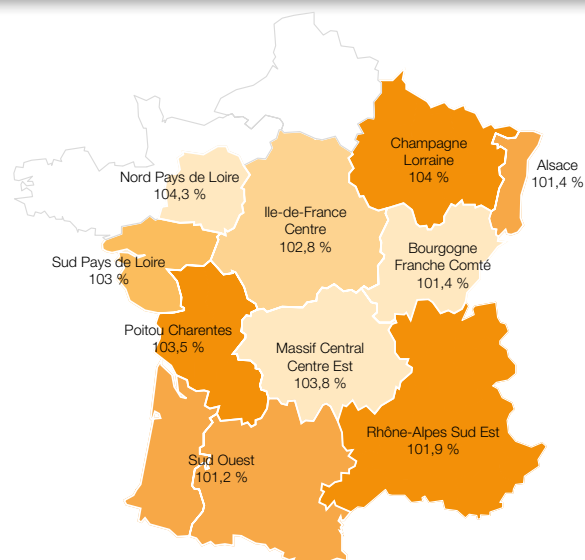 Champagne
Lorraine
104 %
Alsace
101,4 %
Nord Pays de Loire
104,3 %
Ile-de-France
Centre
102,8 %
Bourgogne
Franche Comté
101,4 %
Sud Pays de Loire
103 %
Poitou Charentes
103,5 %
Massif Central
Centre Est
103,8 %
Rhône-Alpes Sud Est
101,9 %
Sud Ouest
101,2 %